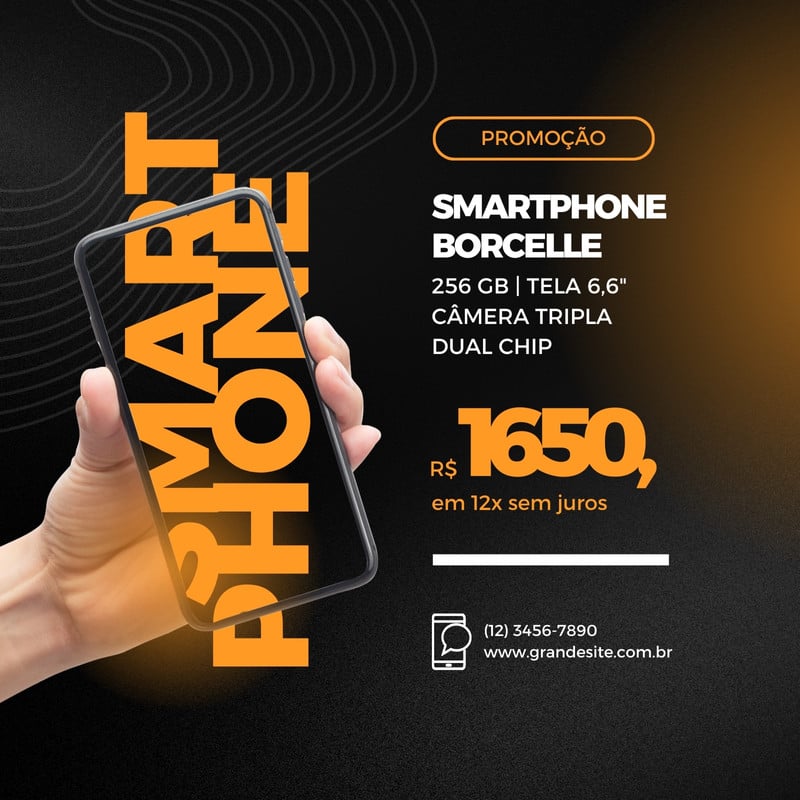 SMART
PHONE
PROMOÇÃO
SMARTPHONE
BORCELLE
256 GB | TELA 6,6"
CÂMERA TRIPLA
DUAL CHIP
R$ 1650,
em 12x sem juros
(12) 3456-7890
www.grandesite.com.br